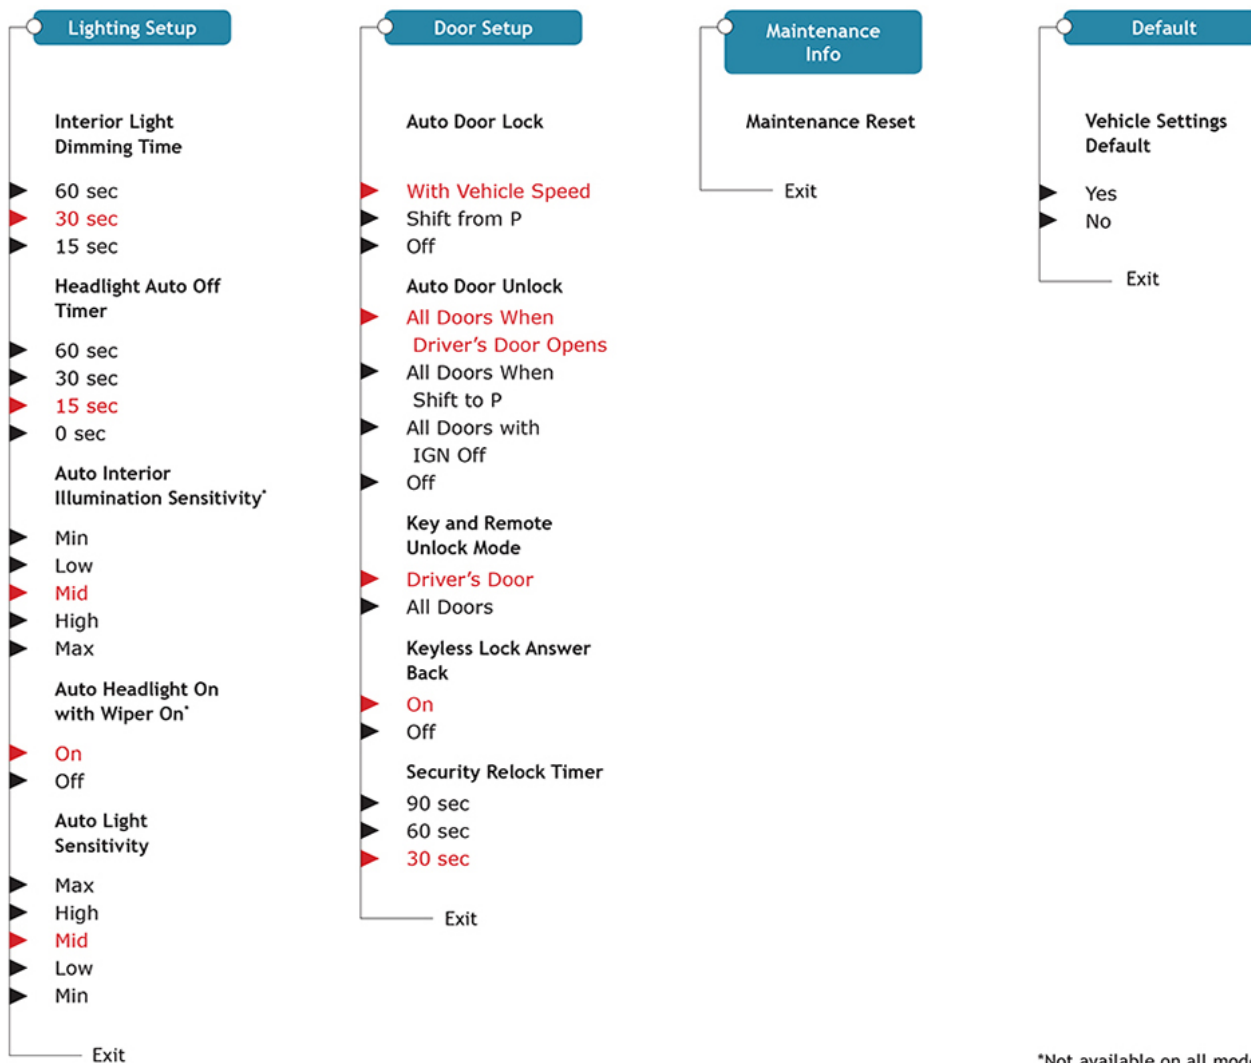 Lighting Setup
Interior Light
Dimming Time
60 sec
30 sec
15 sec
Headlight Auto Off
Timer
60 sec
30 sec
15 sec
0 sec
Auto Interior
Illumination Sensitivity*
Min
Low
Mid
High
Max
Auto Headlight On
with Wiper On*
On
Off
Auto Light
Sensitivity
Max
High
Mid
Low
Min
Exit
Door Setup
Auto Door Lock
With Vehicle Speed
Shift from P
Off
Auto Door Unlock
All Doors When
Driver's Door Opens
All Doors When
Shift to P
All Doors with
IGN Off
Off
Key and Remote
Unlock Mode
Driver's Door
All Doors
Keyless Lock Answer
Back
On
Off
Security Relock Timer
90 sec
60 sec
30 sec
Exit
Maintenance
Info
Maintenance Reset
Exit
Default
Vehicle Settings
Default
Yes
No
Exit
*Not available on all